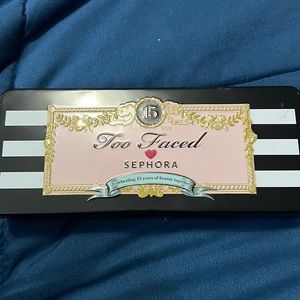 15
Too Faced
SEPHORA
Celebrating 15 years of beauty together